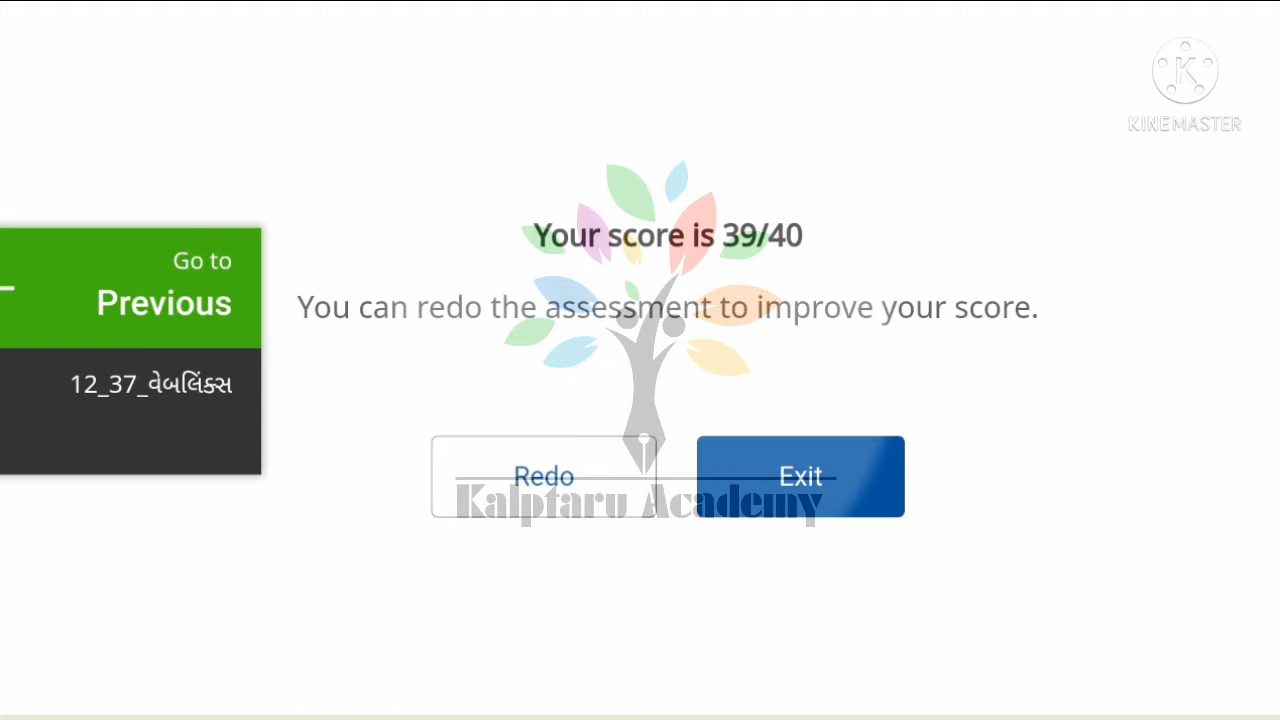 KINEMASTER
Your score is 39/40
Go to
Previous
You can redo the assessment to improve your score.
12_37_વેબલિંક્સ
Redo
Exit
Kalptaru Academy